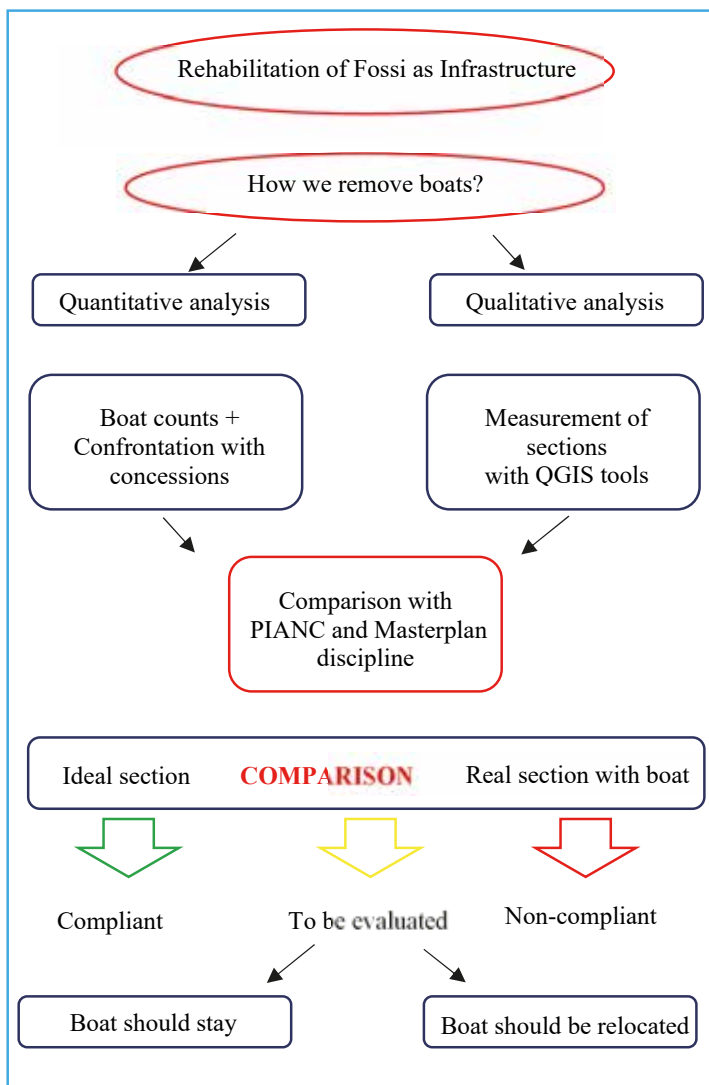 Rehabilitation of Fossi as Infrastructure
How we remove boats?
Quantitative analysis
Qualitative analysis
Boat counts +
Confrontation with
concessions
Measurement of
sections
with QGIS tools
Comparison with
PIANC and Masterplan
discipline
Ideal section COMPARISON Real section with boat
Compliant
To be evaluated
Non-compliant
Boat should stay
Boat should be relocated